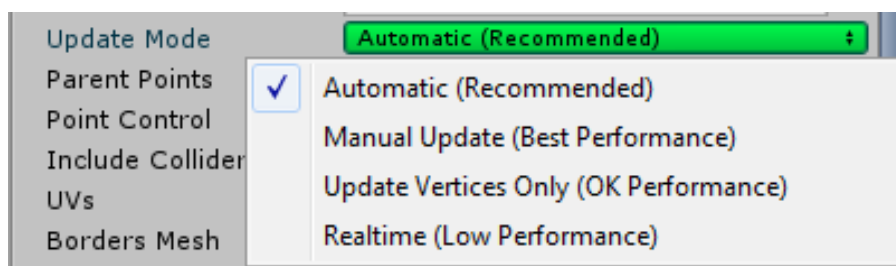 Update Mode Automatic (Recommended)
Parent Points Automatic (Recommended)
Point Control Manual Update (Best Performance)
Include Collider Update Vertices Only (OK Performance)
UVs
Borders Mesh Realtime (Low Performance)